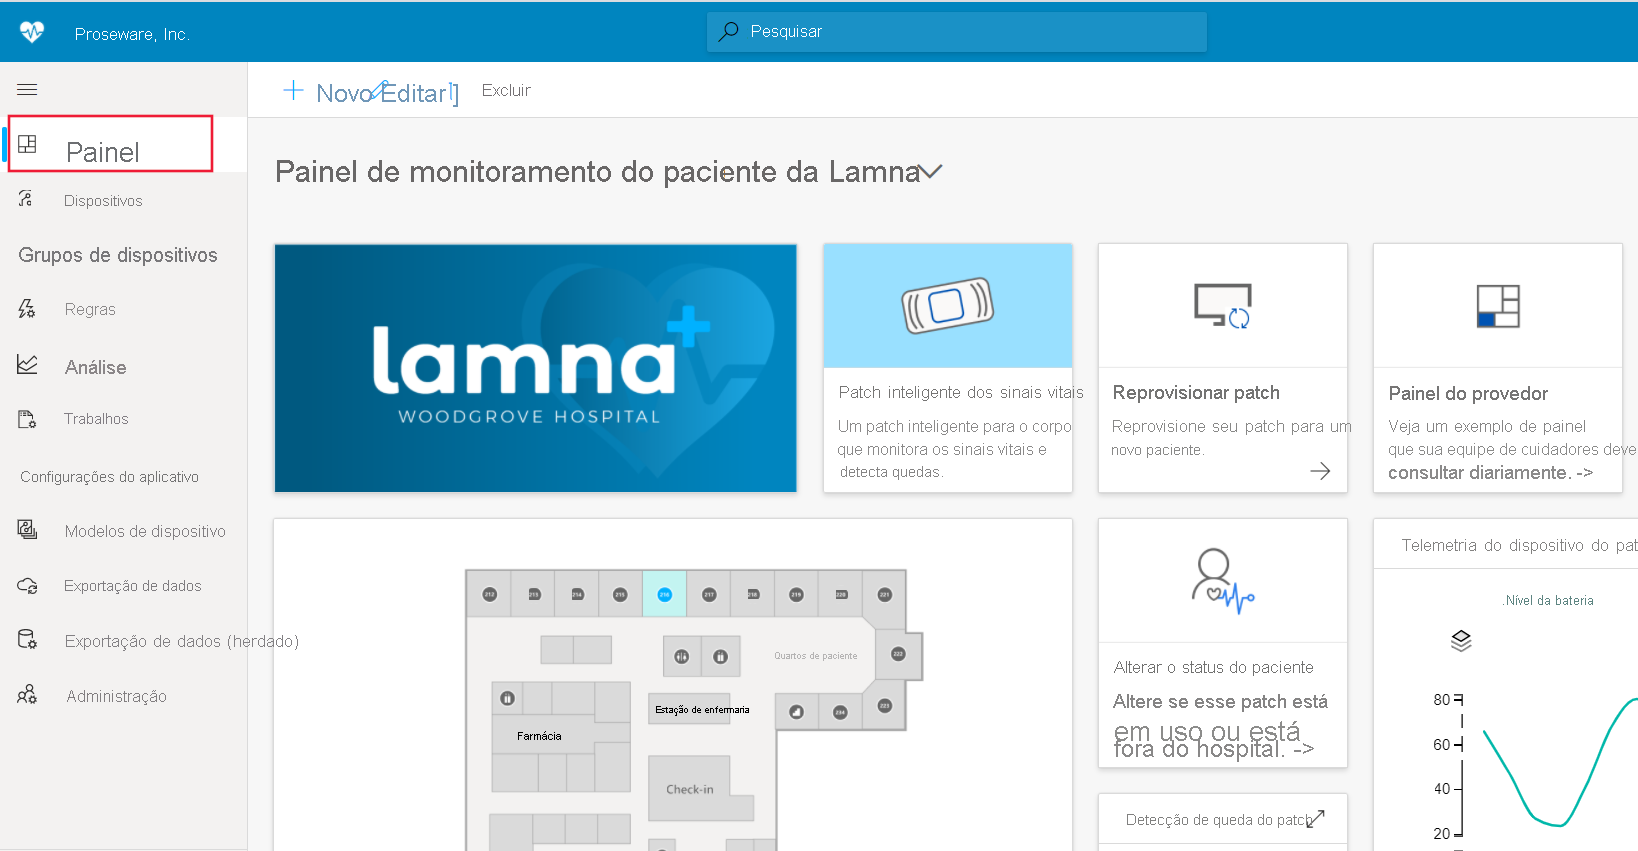 Proseware, Inc.
Pesquisar
Novo Editar ]
Excluir
Painel
Dispositivos
Grupos de dispositivos
Regras
Análise
Trabalhos
Configurações do aplicativo
Modelos de dispositivo
Exportação de dados
Exportação de dados (herdado)
Administração
Painel de monitoramento do paciente da Lamna
lamna
WOODGROVE HOSPITAL
Patch inteligente dos sinais vitais
Um patch inteligente para o corpo
que monitora os sinais vitais e
detecta quedas.
Reprovisionar patch
Reprovisione seu patch para um
novo paciente.
Painel do provedor
Veja um exemplo de painel
que sua equipe de cuidadores deve
consultar diariamente. ->
212 213 214 215 216 217 218 219 220 221
Quartos de paciente
222
Estação de enfermaria
224
223
Farmácia
Check-in
Alterar o status do paciente
Altere se esse patch está
em uso ou está
fora do hospital. ->
Detecção de queda do patch
Telemetria do dispositivo do pat
.Nível da bateria
80
60
40
20